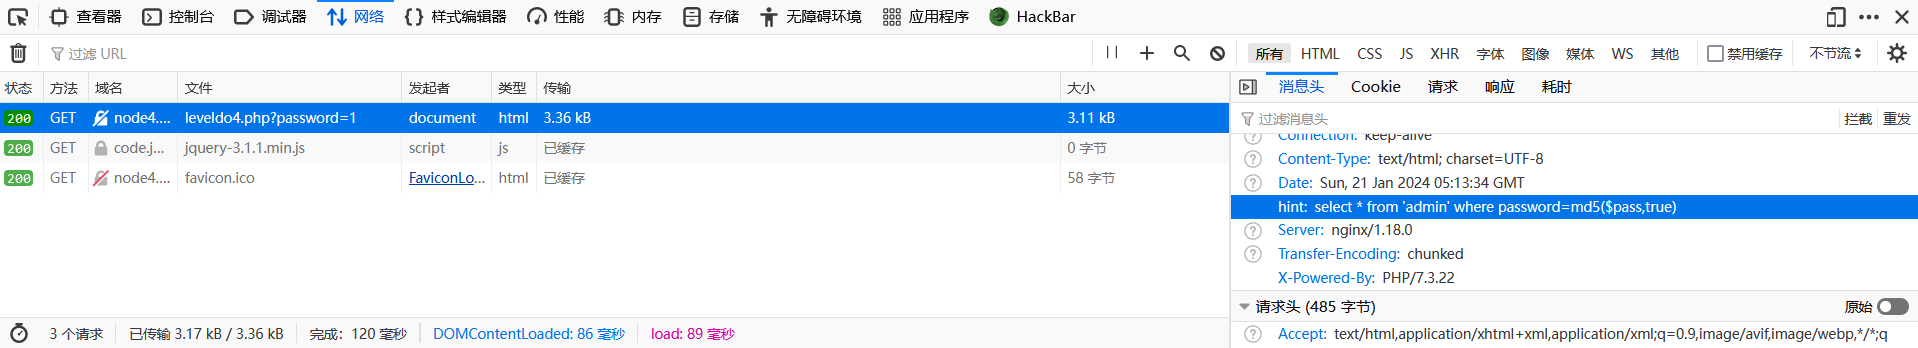 查看器 控制台 调试器 网络 样式编辑器 性能 内存 存储 无障碍环境 应用程序 HackBar
过滤 URL
所有 HTML CSS JS XHR 字体 图像 媒体 WS 其他 禁用缓存 不节流
状态 方法 域名 文件 发起者 类型 传输 大小
200 GET node4.... leveldo4.php?password=1 document html 3.36 kB 3.11 kB
200 GET code.j... jquery-3.1.1.min.js script js 已缓存 0 字节
200 GET node4.... favicon.ico FaviconLo... html 已缓存 58 字节
3 个请求 已传输 3.17 kB / 3.36 kB 完成：120 毫秒 DOMContentLoaded: 86 毫秒 load: 89 毫秒
消息头 Cookie 请求 响应 耗时
过滤消息头 拦截 重发
Connection: keep-alive
Content-Type: text/html; charset=UTF-8
Date: Sun, 21 Jan 2024 05:13:34 GMT
hint: select * from 'admin' where password=md5($pass,true)
Server: nginx/1.18.0
Transfer-Encoding: chunked
X-Powered-By: PHP/7.3.22
请求头 (485 字节) 原始
Accept: text/html,application/xhtml+xml,application/xml;q=0.9,image/avif,image/webp,*/*;q